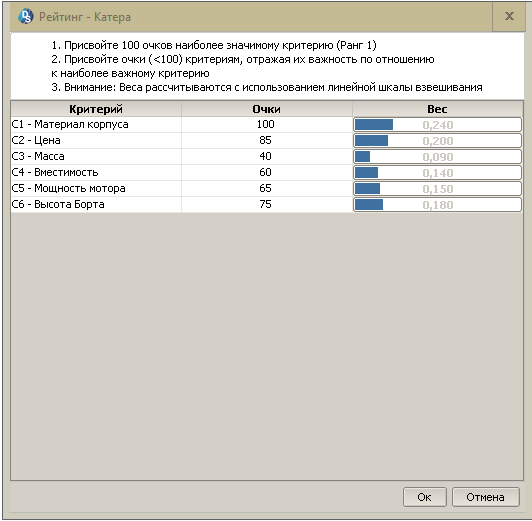 Рейтинг - Катера
1. Присвойте 100 очков наиболее значимому критерию (Ранг 1)
2. Присвойте очки (<100) критериям, отражая их важность по отношению
к наиболее важному критерию
3. Внимание: Веса рассчитываются с использованием линейной шкалы взвешивания
Критерий Очки Вес
C1 - Материал корпуса 100 0,240
C2 - Цена 85 0,200
C3 - Масса 40 0,090
C4 - Вместимость 60 0,140
C5 - Мощность мотора 65 0,150
C6 - Высота Борта 75 0,180
Ок Отмена